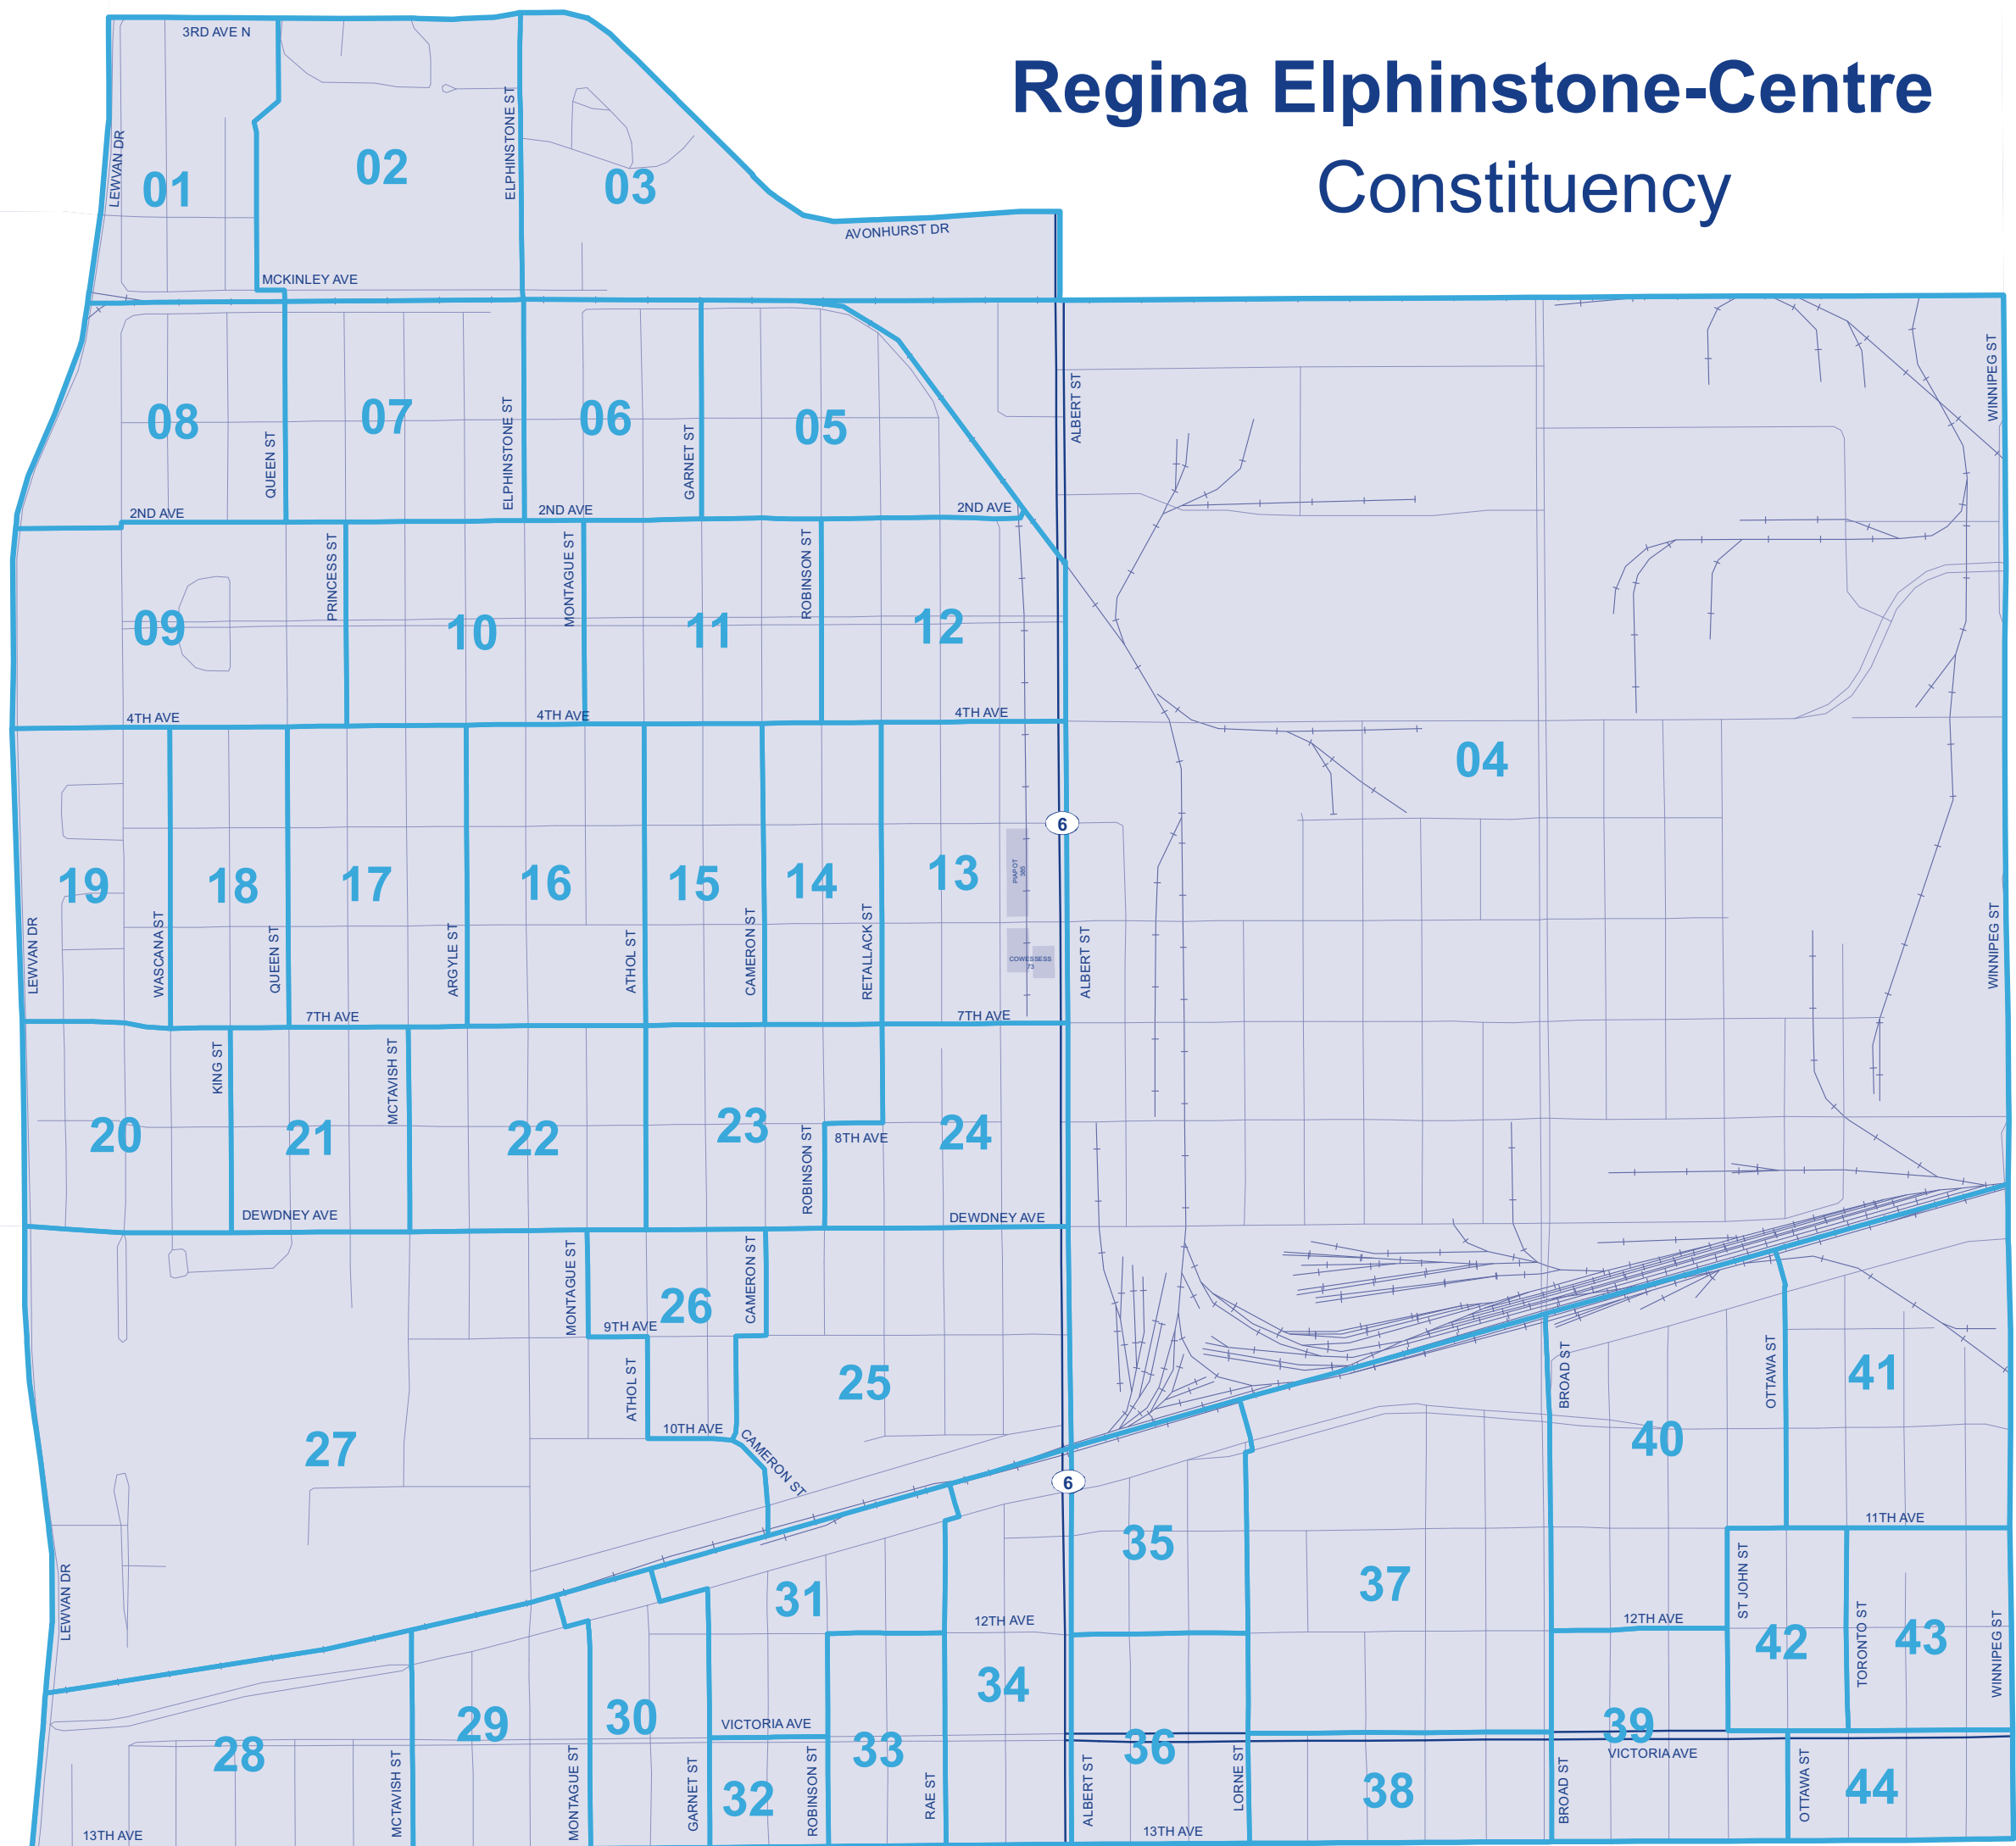 Regina Elphinstone-Centre
Constituency
3RD AVE N
LEWVAN DR
01
02
ELPHINSTONE ST
03
AVONHURST DR
MCKINLEY AVE
08
QUEEN ST
07
ELPHINSTONE ST
06
GARNET ST
05
ALBERT ST
WINNIPEG ST
2ND AVE
2ND AVE
2ND AVE
09
PRINCESS ST
10
MONTAGUE ST
11
ROBINSON ST
12
4TH AVE
4TH AVE
4TH AVE
04
6
19
LEWVAN DR
WASCANA ST
18
QUEEN ST
17
ARGYLE ST
16
ATHOL ST
15
CAMERON ST
14
RETALLACK ST
13
PIAPOT
COWESSESS
73
ALBERT ST
WINNIPEG ST
7TH AVE
7TH AVE
20
KING ST
21
MCTAVISH ST
22
23
ROBINSON ST
8TH AVE
24
DEWDNEY AVE
DEWDNEY AVE
MONTAGUE ST
26
CAMERON ST
9TH AVE
ATHOL ST
10TH AVE
CAMERON ST
25
27
LEWVAN DR
6
BROAD ST
40
OTTAWA ST
41
11TH AVE
35
37
31
12TH AVE
34
12TH AVE
ST JOHN ST
42
TORONTO ST
43
WINNIPEG ST
28
MCTAVISH ST
29
MONTAGUE ST
30
GARNET ST
VICTORIA AVE
32
ROBINSON ST
33
RAE ST
ALBERT ST
36
LORNE ST
38
BROAD ST
39
VICTORIA AVE
OTTAWA ST
44
13TH AVE
13TH AVE